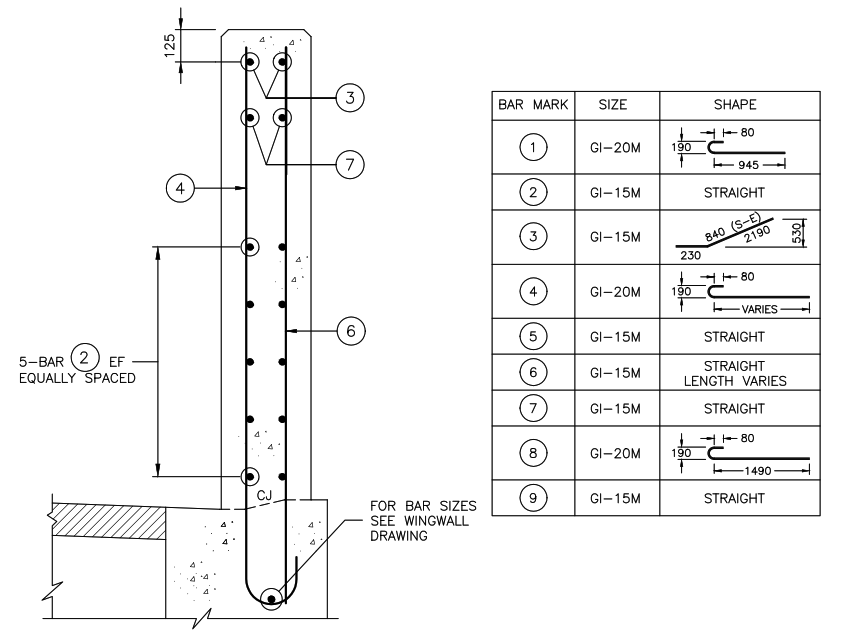 125
3
7
4
6
5-BAR 2 EF
EQUALLY SPACED
CJ
FOR BAR SIZES
SEE WINGWALL
DRAWING
BAR MARK SIZE SHAPE
1 GI-20M 190 80 945
2 GI-15M STRAIGHT
3 GI-15M 230 840 (S-E) 2190 530
4 GI-20M 190 80 VARIES
5 GI-15M STRAIGHT
6 GI-15M STRAIGHT
LENGTH VARIES
7 GI-15M STRAIGHT
8 GI-20M 190 80 1490
9 GI-15M STRAIGHT